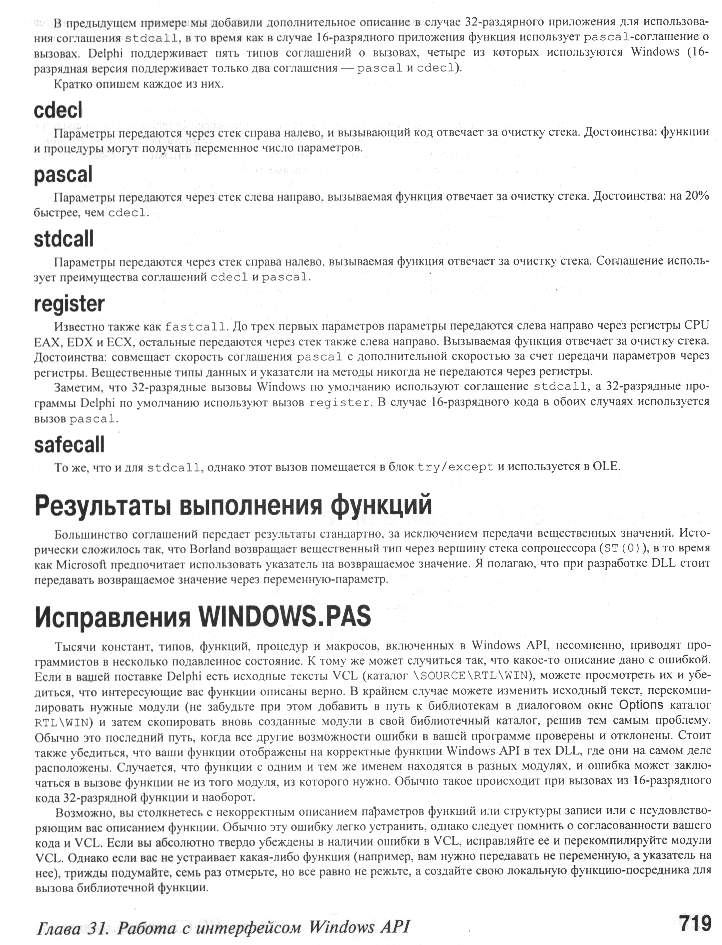 В предыдущем примере мы добавили дополнительное описание в случае 32-раздярного приложения для использова-
ния соглашения stdcall, в то время как в случае 16-разрядного приложения функция использует pascal-соглашение о
вызовах. Delphi поддерживает пять типов соглашений о вызовах, четыре из которых используются Windows (16-
разрядная версия поддерживает только два соглашения — pascal и cdecl).
Кратко опишем каждое из них.
cdecl
Параметры передаются через стек справа налево, и вызывающий код отвечает за очистку стека. Достоинства: функции
и процедуры могут получать переменное число параметров.
pascal
Параметры передаются через стек слева направо, вызываемая функция отвечает за очистку стека. Достоинства: на 20%
быстрее, чем cdecl.
stdcall
Параметры передаются через стек справа налево, вызываемая функция отвечает за очистку стека. Соглашение исполь-
зует преимущества соглашений cdecl и pascal.
register
Известно также как fastcall. До трех первых параметров параметры передаются слева направо через регистры CPU
EAX, EDX и ECX, остальные передаются через стек также слева направо. Вызываемая функция отвечает за очистку стека.
Достоинства: совмещает скорость соглашения pascal с дополнительной скоростью за счет передачи параметров через
регистры. Вещественные типы данных и указатели на методы никогда не передаются через регистры.
Заметим, что 32-разрядные вызовы Windows по умолчанию используют соглашение stdcall, а 32-разрядные про-
граммы Delphi по умолчанию используют вызов register. В случае 16-разрядного кода в обоих случаях используется
вызов pascal.
safecall
То же, что и для stdcall, однако этот вызов помещается в блок try/except и используется в OLE.
Результаты выполнения функций
Большинство соглашений передает результаты стандартно, за исключением передачи вещественных значений. Исто-
рически сложилось так, что Borland возвращает вещественный тип через вершину стека сопроцессора (ST(0)), в то время
как Microsoft предпочитает использовать указатель на возвращаемое значение. Я полагаю, что при разработке DLL стоит
передавать возвращаемое значение через переменную-параметр.
Исправления WINDOWS.PAS
Тысячи констант, типов, функций, процедур и макросов, включенных в Windows API, несомненно, приводят про-
граммистов в несколько подавленное состояние. К тому же может случиться так, что какое-то описание дано с ошибкой.
Если в вашей поставке Delphi есть исходные тексты VCL (каталог \SOURCE\RTL\WIN), можете просмотреть их и убе-
диться, что интересующие вас функции описаны верно. В крайнем случае можете изменить исходный текст, перекомпи-
лировать нужные модули (не забудьте при этом добавить в путь к библиотекам в диалоговом окне Options каталог
RTL\WIN) и затем скопировать вновь созданные модули в свой библиотечный каталог, решив тем самым проблему.
Обычно это последний путь, когда все другие возможности ошибки в вашей программе проверены и отклонены. Стоит
также убедиться, что ваши функции отображены на корректные функции Windows API в тех DLL, где они на самом деле
расположены. Случается, что функции с одним и тем же именем находятся в разных модулях, и ошибка может заклю-
чаться в вызове функции не из того модуля, из которого нужно. Обычно такое происходит при вызовах из 16-разрядного
кода 32-разрядной функции и наоборот.
Возможно, вы столкнетесь с некорректным описанием параметров функций или структуры записи или с неудовлетво-
ряющим вас описанием функции. Обычно эту ошибку легко устранить, однако следует помнить о согласованности вашего
кода и VCL. Если вы абсолютно твердо убеждены в наличии ошибки в VCL, исправляйте ее и перекомпилируйте модули
VCL. Однако если вас не устраивает какая-либо функция (например, вам нужно передавать не переменную, а указатель на
нее), трижды подумайте, семь раз отмерьте, но все равно не режьте, а создайте свою локальную функцию-посредника для
вызова библиотечной функции.
Глава 31. Работа с интерфейсом Windows API 719